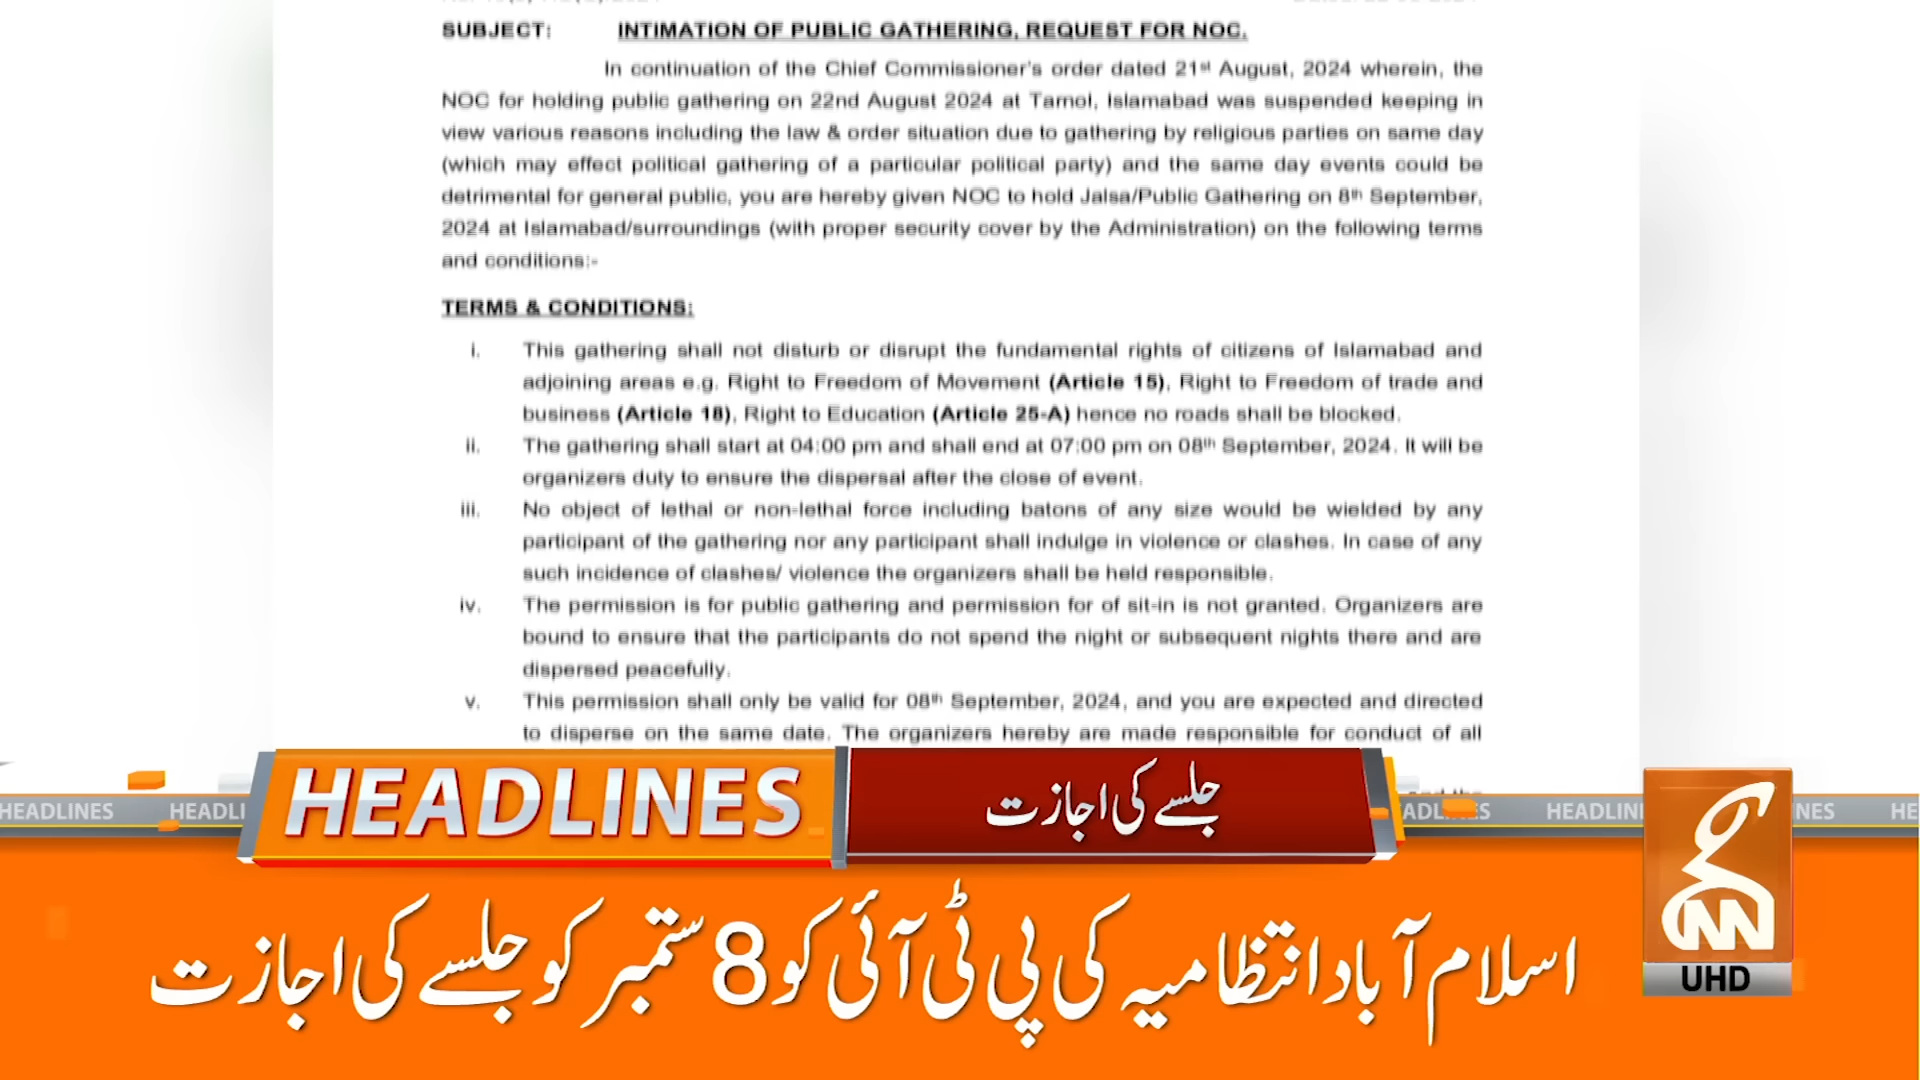 SUBJECT: INTIMATION OF PUBLIC GATHERING, REQUEST FOR NOC.
In continuation of the Chief Commissioner's order dated 21st August, 2024 wherein, the
NOC for holding public gathering on 22nd August 2024 at Tarnol, Islamabad was suspended keeping in
view various reasons including the law & order situation due to gathering by religious parties on same day
(which may effect political gathering of a particular political party) and the same day events could be
detrimental for general public, you are hereby given NOC to hold Jalsa/Public Gathering on 8th September,
2024 at Islamabad/surroundings (with proper security cover by the Administration) on the following terms
and conditions:-
TERMS & CONDITIONS:
i. This gathering shall not disturb or disrupt the fundamental rights of citizens of Islamabad and
adjoining areas e.g. Right to Freedom of Movement (Article 15), Right to Freedom of trade and
business (Article 18), Right to Education (Article 25-A) hence no roads shall be blocked.
ii. The gathering shall start at 04:00 pm and shall end at 07:00 pm on 08th September, 2024. It will be
organizers duty to ensure the dispersal after the close of event.
iii. No object of lethal or non-lethal force including batons of any size would be wielded by any
participant of the gathering nor any participant shall indulge in violence or clashes. In case of any
such incidence of clashes/ violence the organizers shall be held responsible.
iv. The permission is for public gathering and permission for of sit-in is not granted. Organizers are
bound to ensure that the participants do not spend the night or subsequent nights there and are
dispersed peacefully.
v. This permission shall only be valid for 08th September, 2024, and you are expected and directed
to disperse on the same date. The organizers hereby are made responsible for conduct of all
HEADLINES جلسے کی اجازت
HEADLINES
اسلام آباد انتظامیہ کی پی ٹی آئی کو 8 ستمبر کو جلسے کی اجازت
GNN
UHD